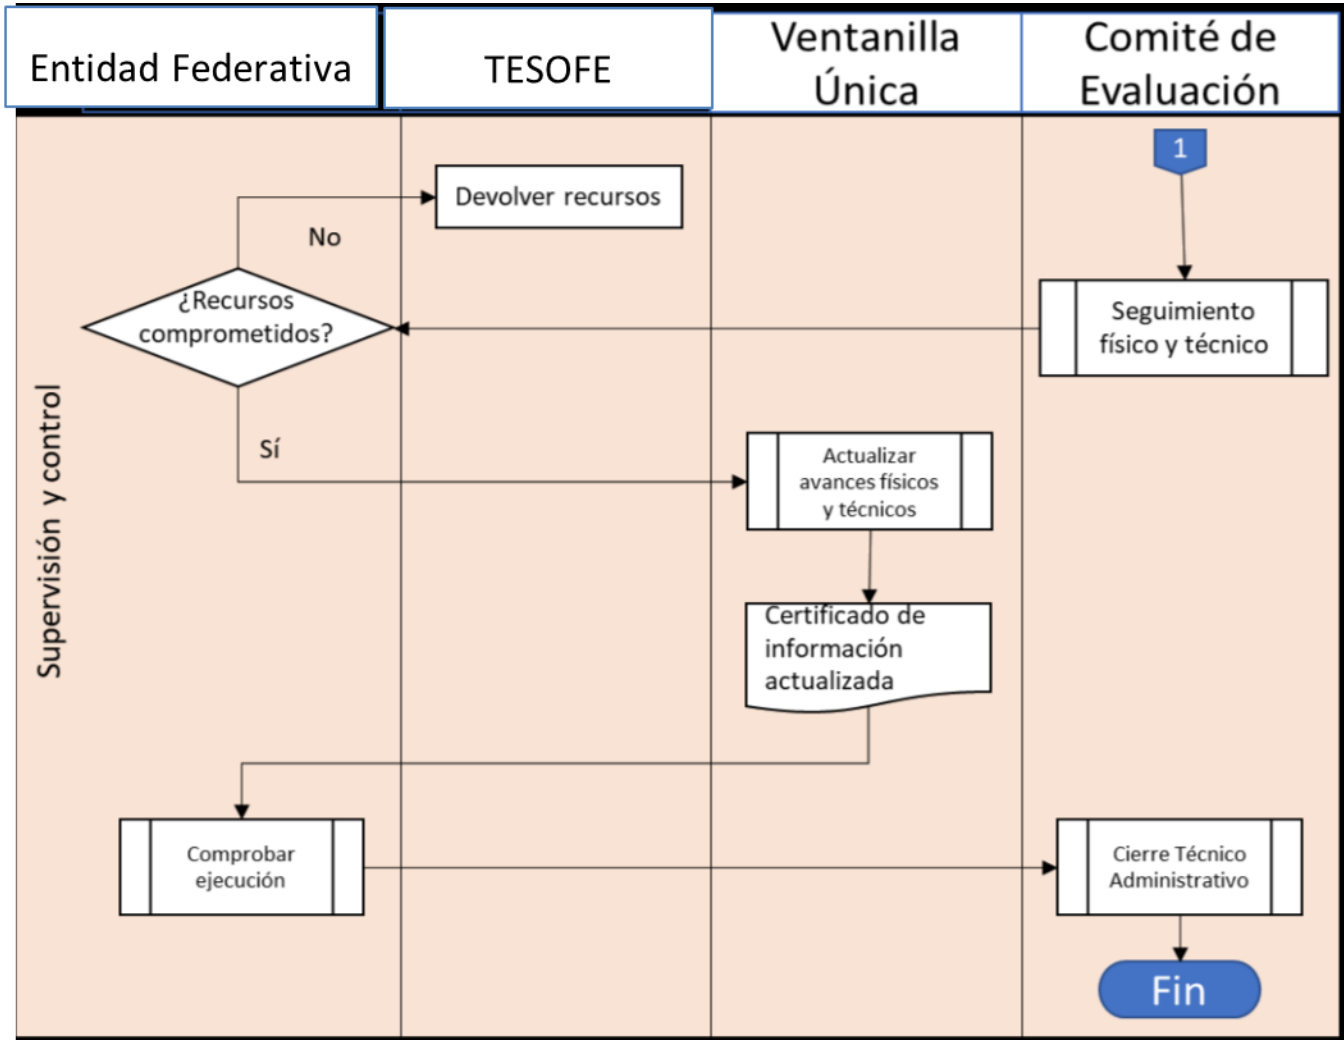 Entidad Federativa
TESOFE
Ventanilla
Única
Comité de
Evaluación
1
Devolver recursos
No
¿Recursos
comprometidos?
Seguimiento
físico y técnico
Supervisión y control
Sí
Actualizar
avances físicos
y técnicos
Certificado de
información
actualizada
Comprobar
ejecución
Cierre Técnico
Administrativo
Fin